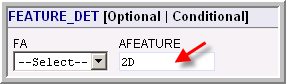 FEATURE_DET [Optional | Conditional]
FA AFEATURE
--Select-- 2D